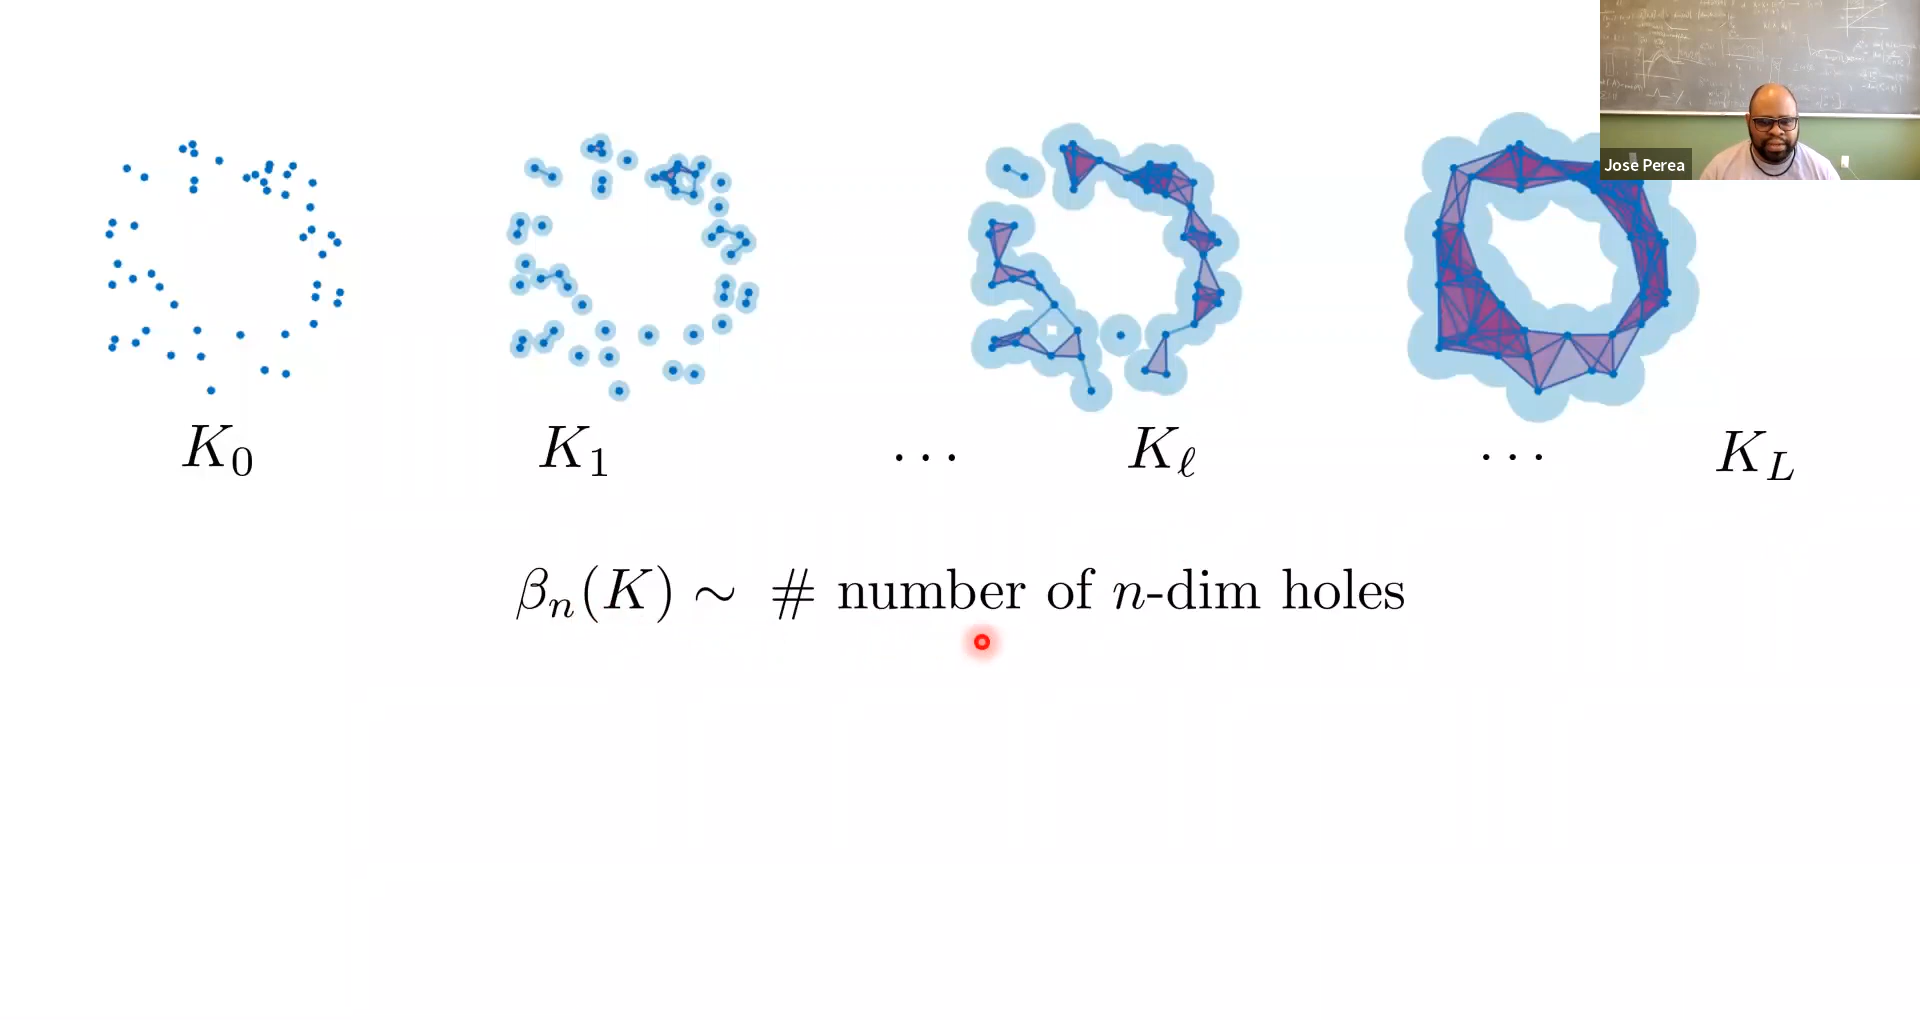 Jose Perea
K_0 K_1 ... K_ℓ ... K_L
β_n(K) ∼ # number of n-dim holes